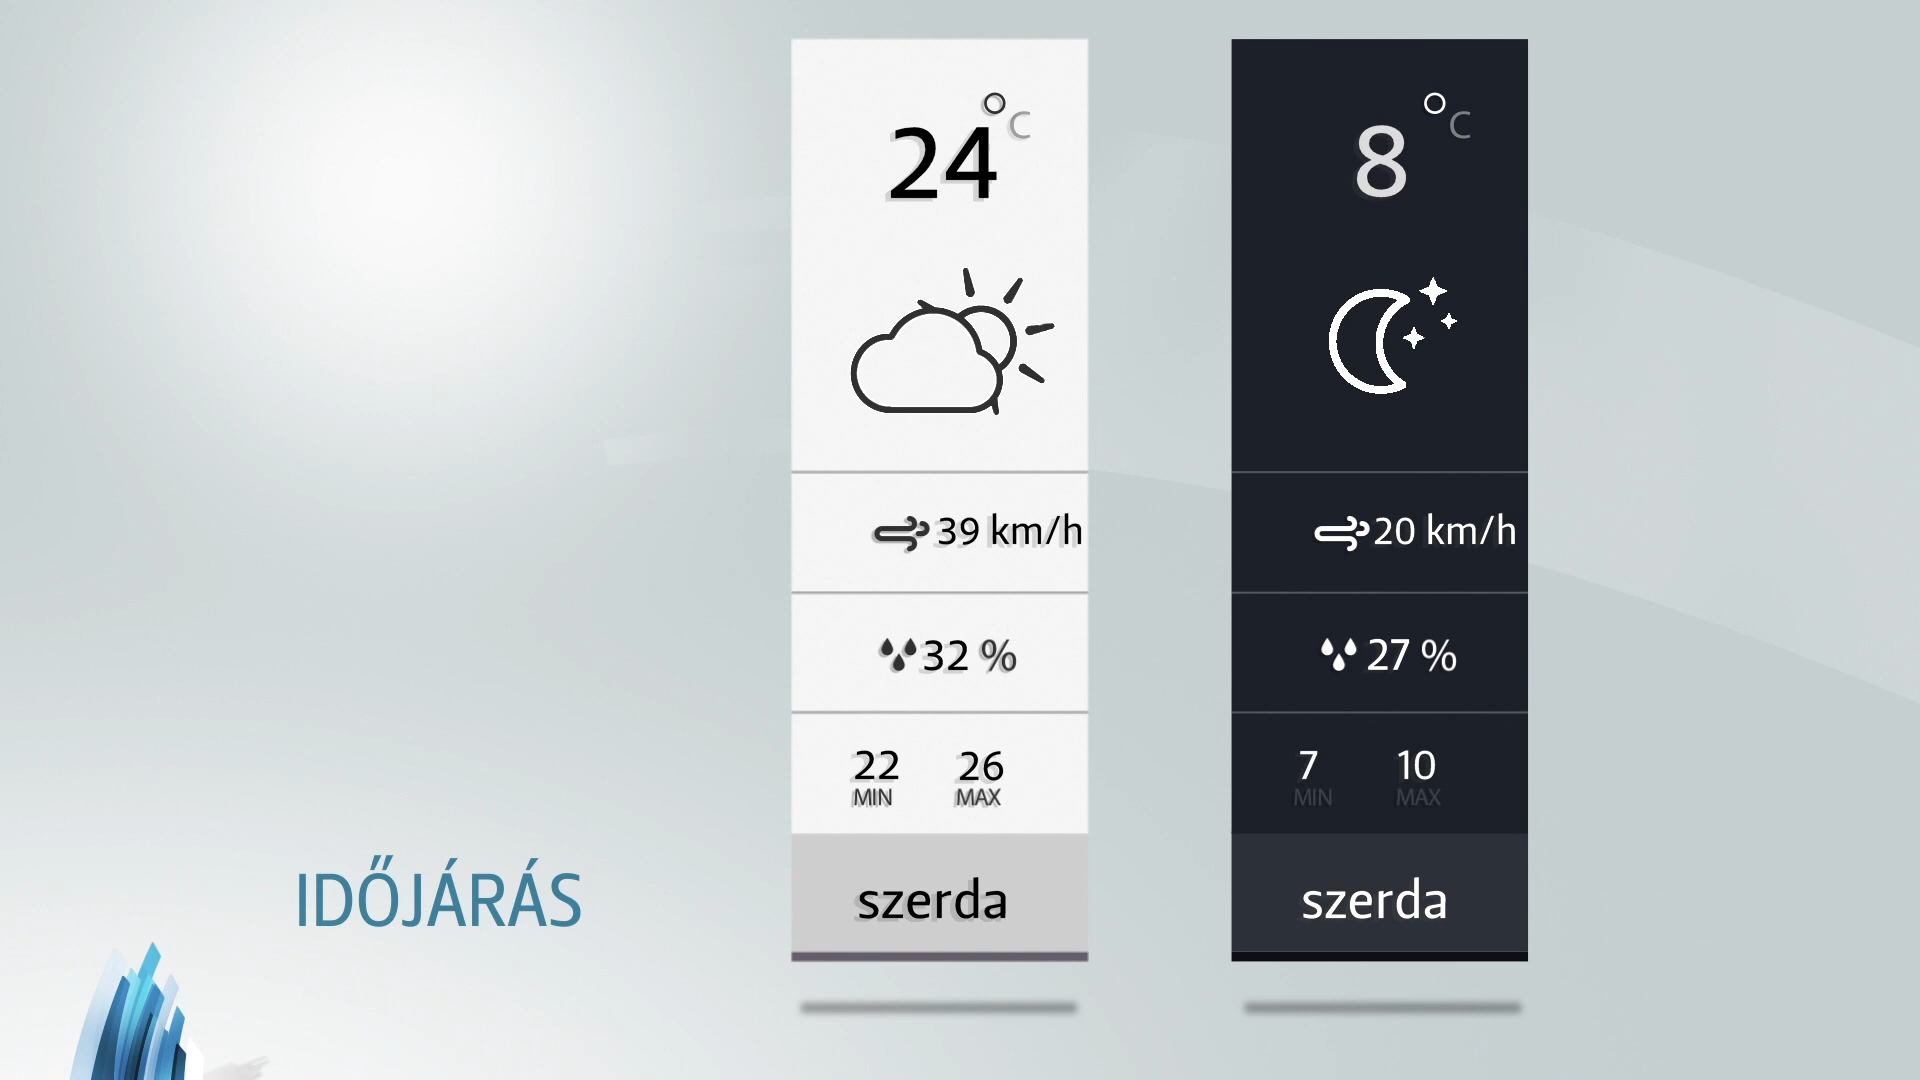 24 °C
39 km/h
32 %
22 26
MIN MAX
szerda
8 °C
20 km/h
27 %
7 10
MIN MAX
szerda
IDŐJÁRÁS